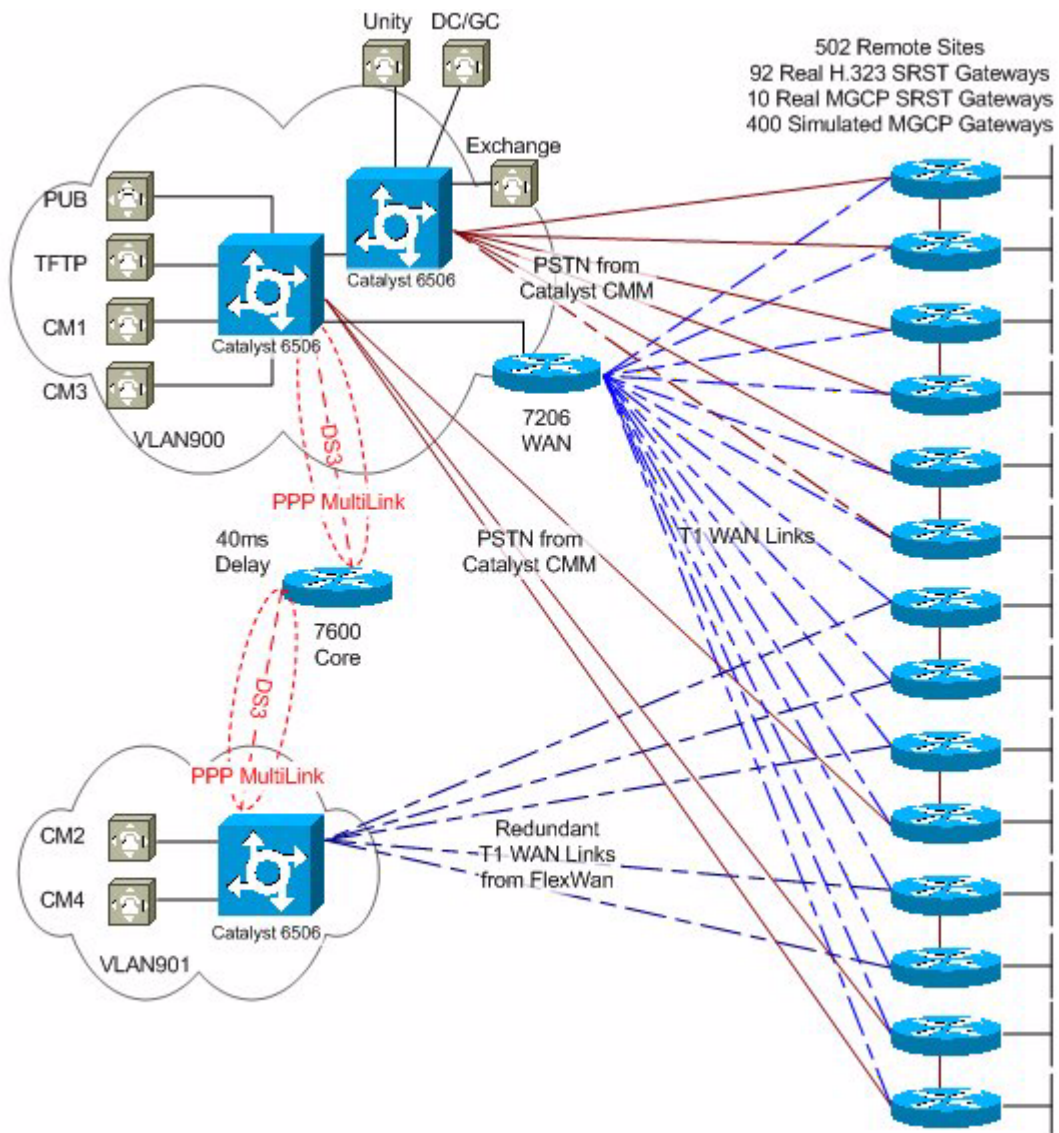 Unity
DC/GC
502 Remote Sites
92 Real H.323 SRST Gateways
10 Real MGCP SRST Gateways
400 Simulated MGCP Gateways
Exchange
PUB
TFTP
CM1
CM3
Catalyst 6506
Catalyst 6506
VLAN900
PSTN from
Catalyst CMM
7206
WAN
DS3
PPP MultiLink
40ms
Delay
7600
Core
PSTN from
Catalyst CMM
T1 WAN Links
DS3
PPP MultiLink
CM2
CM4
Catalyst 6506
VLAN901
Redundant
T1 WAN Links
from FlexWan